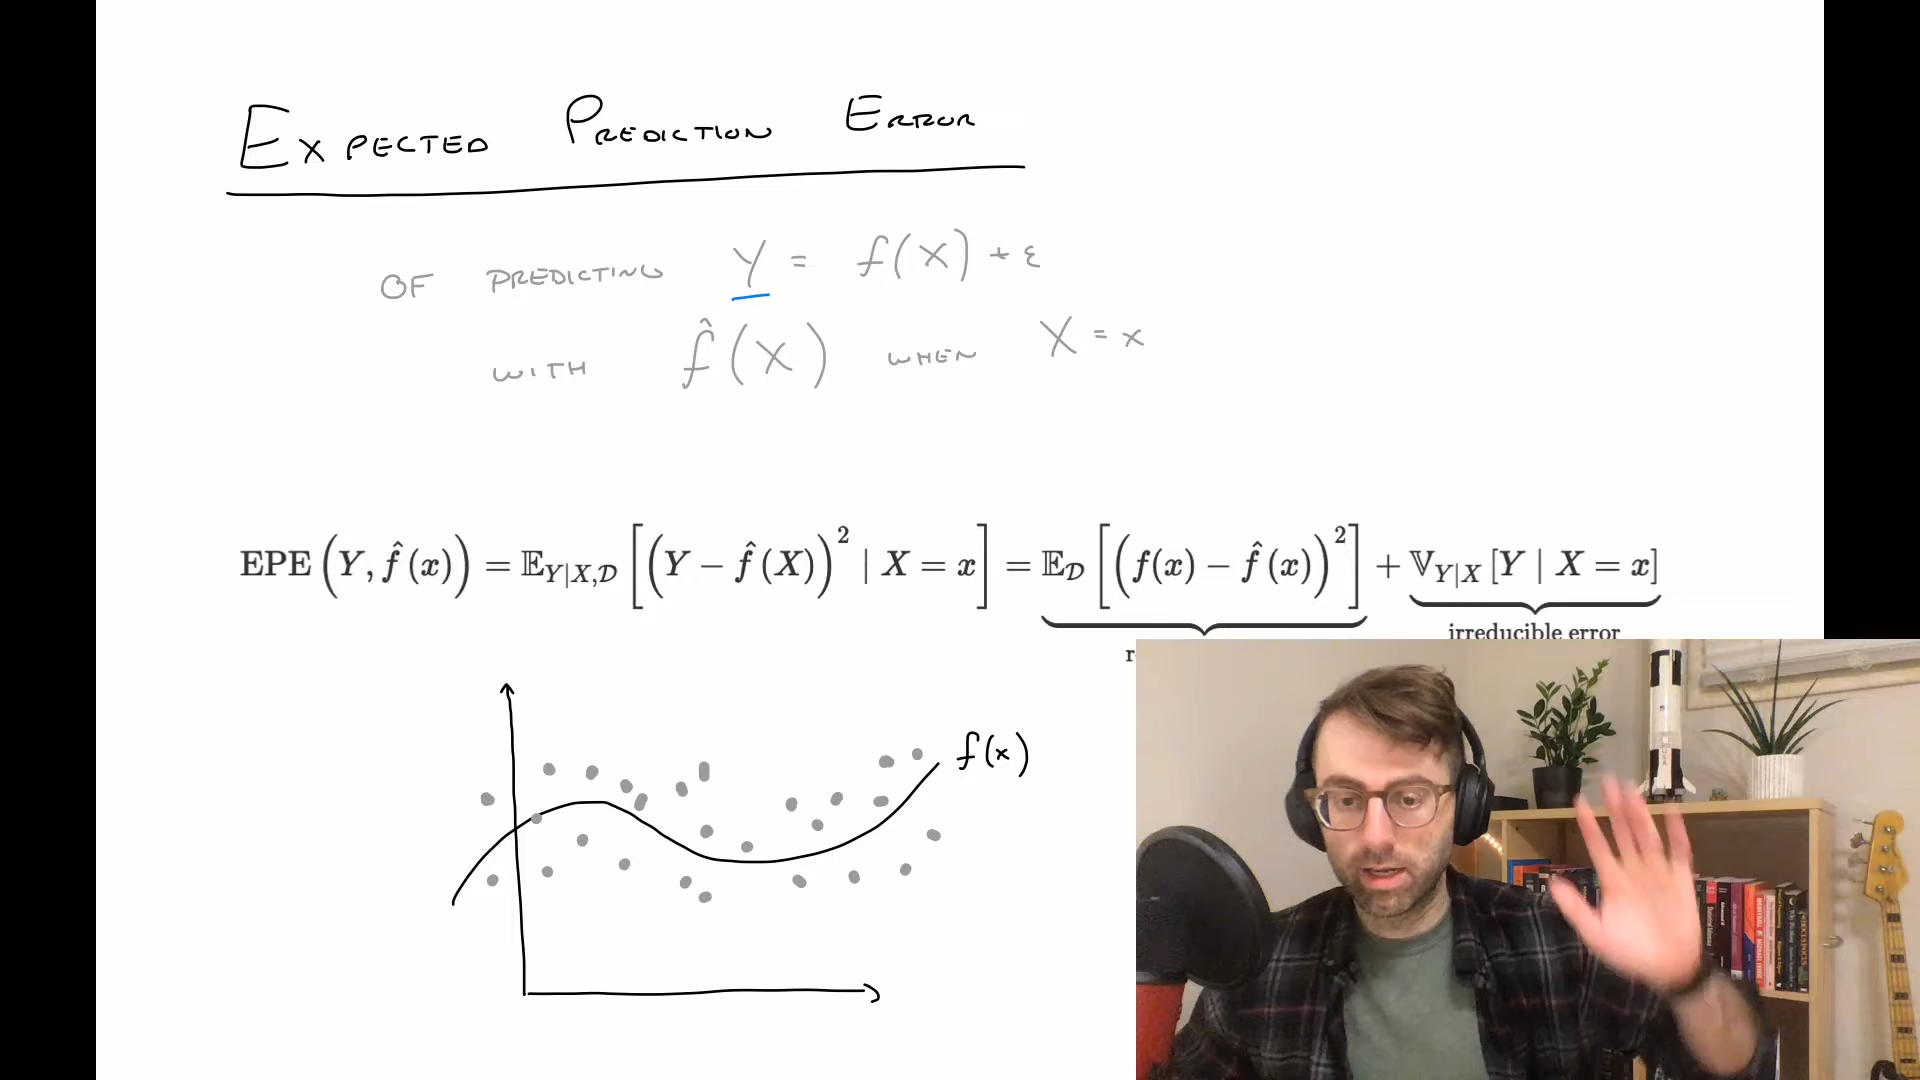 EXPECTED PREDICTION ERROR
OF PREDICTING Y = f(X) + ε
WITH f̂(X) WHEN X = x
EPE(Y, f̂(x)) = 𝔼_{Y|X,𝒟}[(Y − f̂(X))² | X = x] = 𝔼_𝒟[(f(x) − f̂(x))²] + 𝕍_{Y|X}[Y | X = x]
irreducible error
f(x)